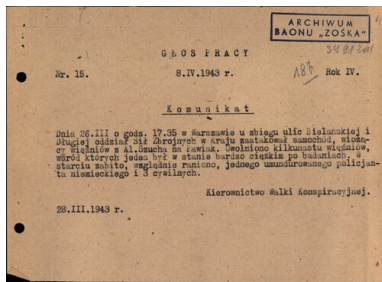 ARCHIWUM
BAONU „ZOŚKA"
GŁOS PRACY
Nr. 15. 8.IV.1943 r. Rok IV.
Komunikat
Dnia 26.III o godz. 17.35 w Warszawie u zbiegu ulic Bielańskiej i
Długiej oddział Sił Zbrojnych w Kraju zaatakował samochód, wiozą-
cy więźniów z Al.Szucha na Pawiak. Uwolniono kilkunastu więźniów,
wśród których jeden był w stanie bardzo ciężkim po badaniach. W
starciu zabito, względnie raniono, jednego umundurowanego policjan-
ta niemieckiego i 3 cywilnych.
Kierownictwo Walki Konspiracyjnej.
28.III.1943 r.